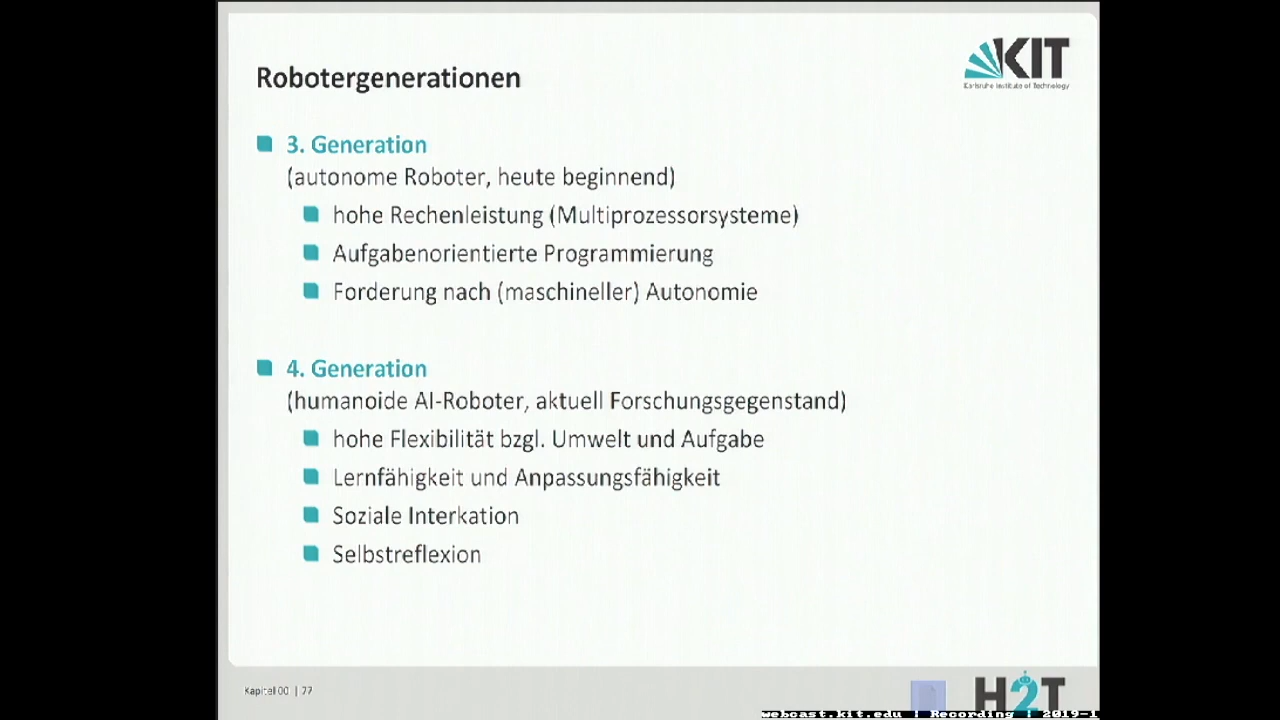 KIT
Karlsruhe Institute of Technology
Robotergenerationen
3. Generation
(autonome Roboter, heute beginnend)
hohe Rechenleistung (Multiprozessorsysteme)
Aufgabenorientierte Programmierung
Forderung nach (maschineller) Autonomie
4. Generation
(humanoide AI-Roboter, aktuell Forschungsgegenstand)
hohe Flexibilität bzgl. Umwelt und Aufgabe
Lernfähigkeit und Anpassungsfähigkeit
Soziale Interkation
Selbstreflexion
Kapitel 00 | 77
H2T
webcast.kit.edu | Recording | 2019-1